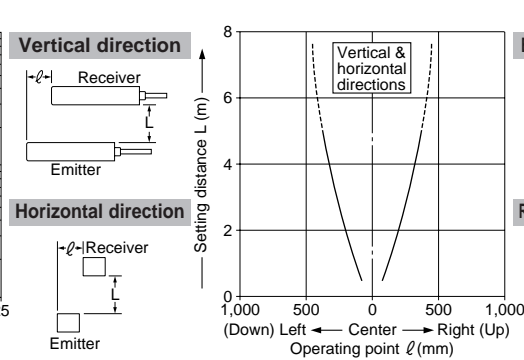 Vertical direction
ℓ
Receiver
L
Emitter
Horizontal direction
ℓ
Receiver
L
Emitter
Setting distance L (m)
8
6
4
2
0
Vertical &
horizontal
directions
1,000
500
0
500
1,000
(Down) Left
Center
Right (Up)
Operating point ℓ (mm)